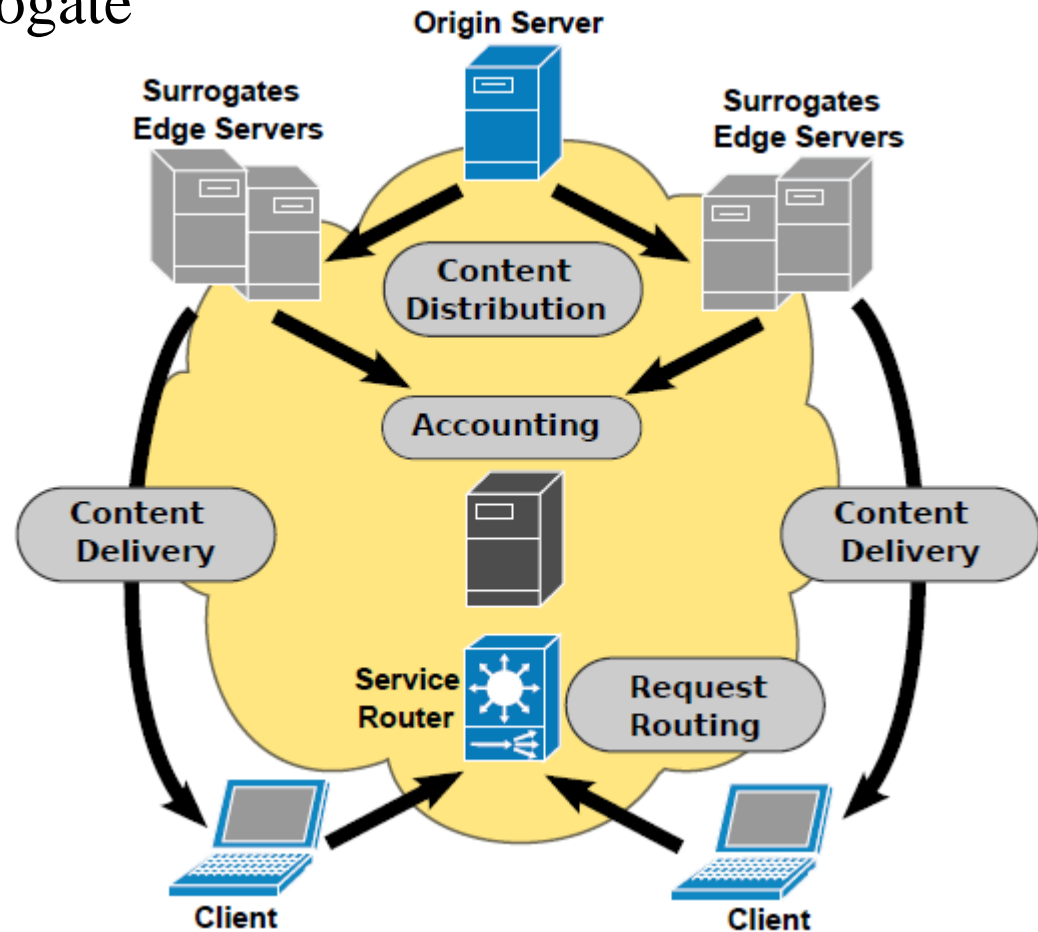 Origin Server
Surrogates
Edge Servers
Surrogates
Edge Servers
Content
Distribution
Accounting
Content
Delivery
Content
Delivery
Service
Router
Request
Routing
Client
Client